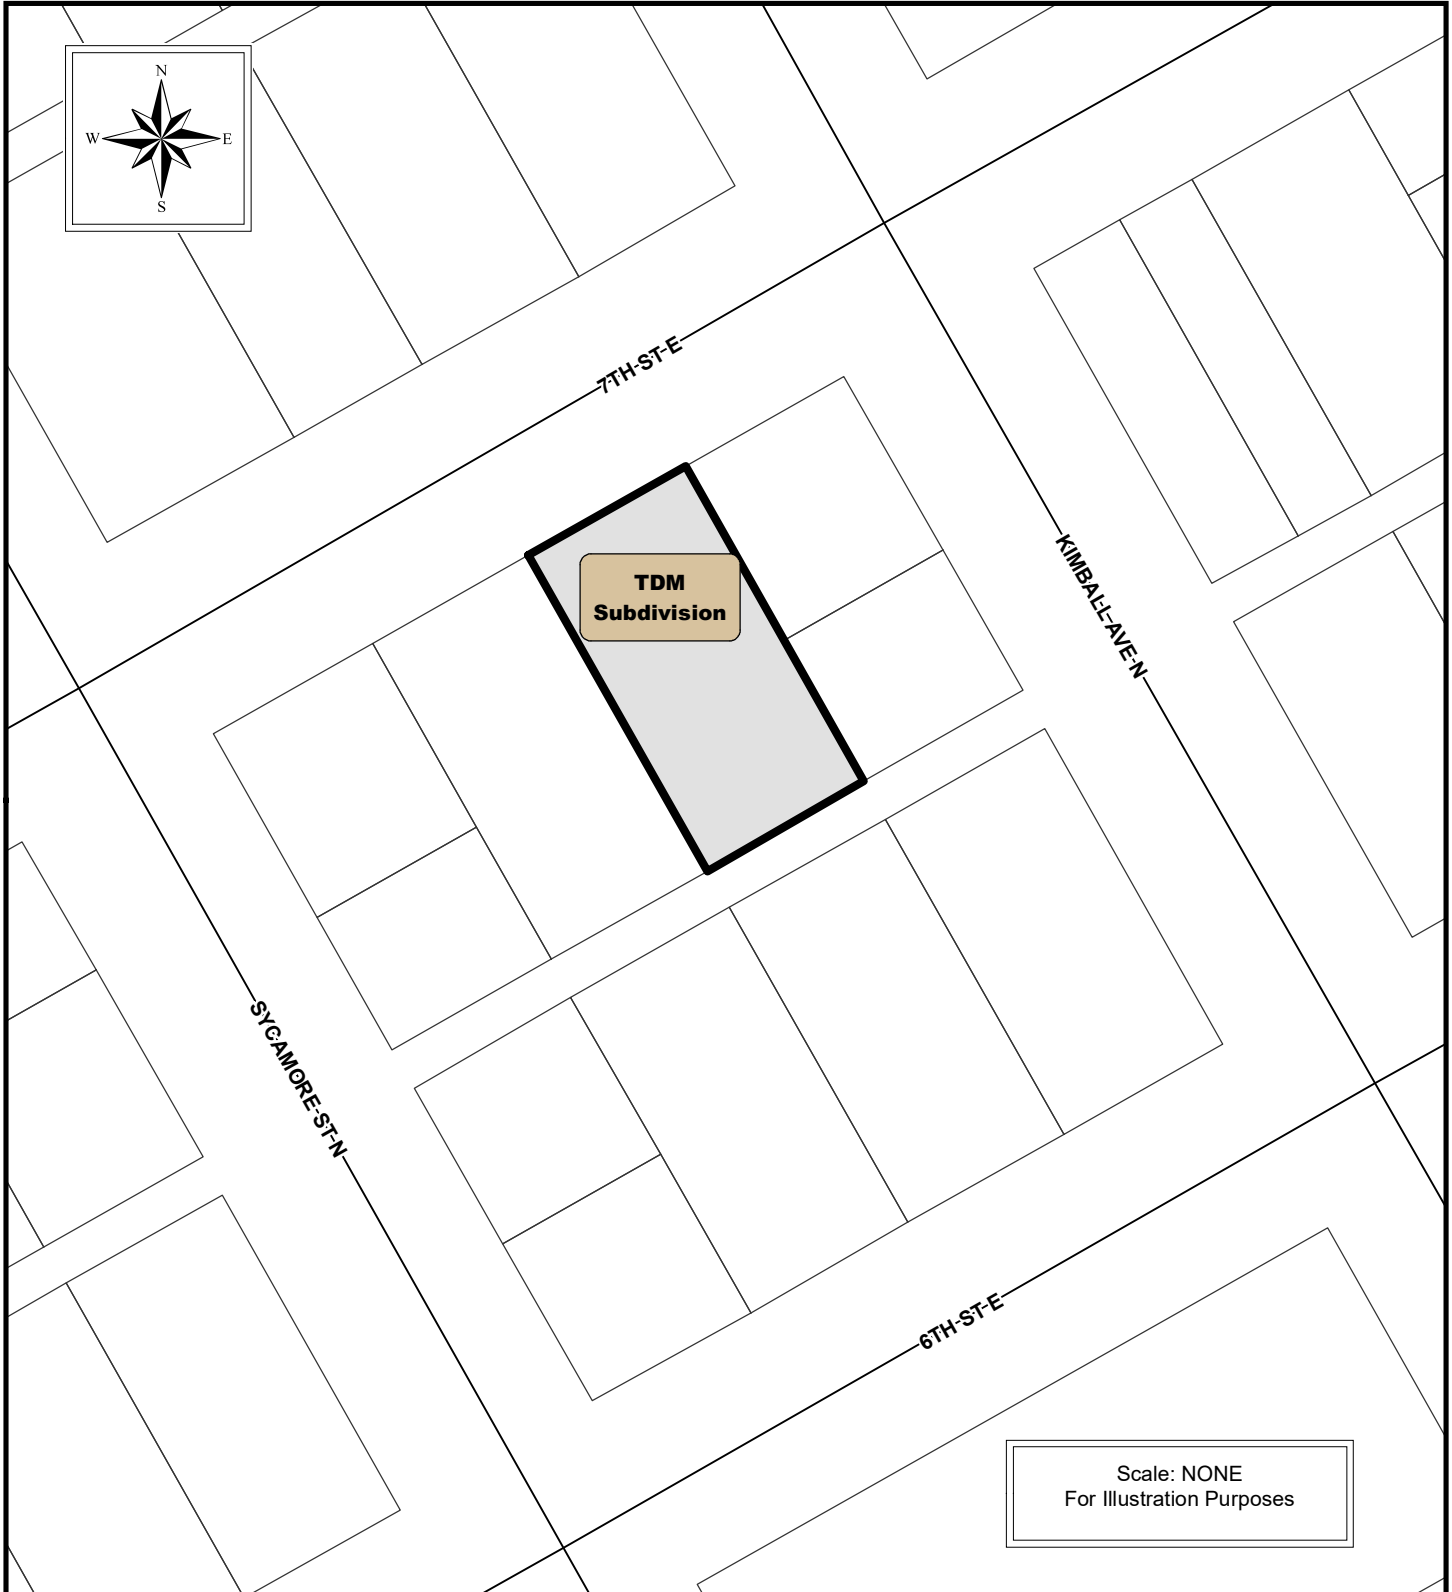 N
W
E
S
7TH ST E
TDM
Subdivision
KIMBALL AVE N
SYCAMORE ST N
6TH ST E
Scale: NONE
For Illustration Purposes